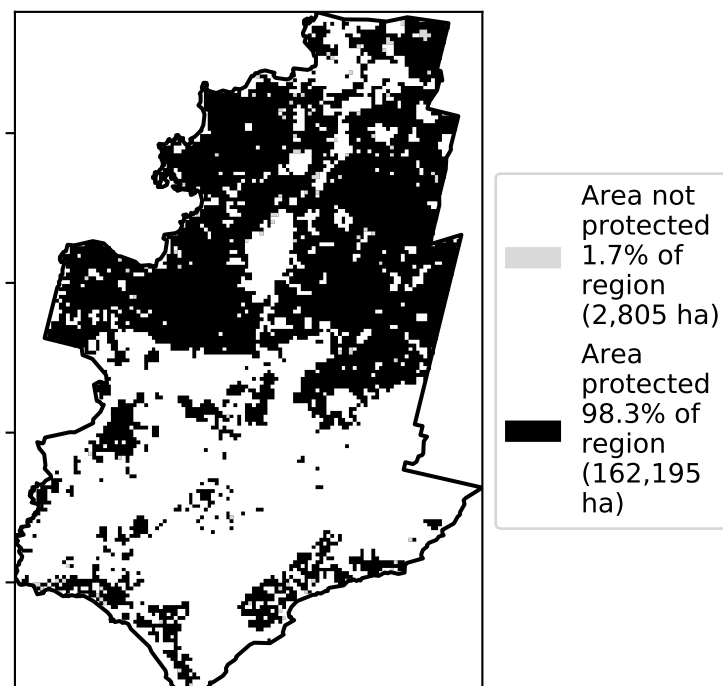 Area not
protected
1.7% of
region
(2,805 ha)
Area
protected
98.3% of
region
(162,195
ha)